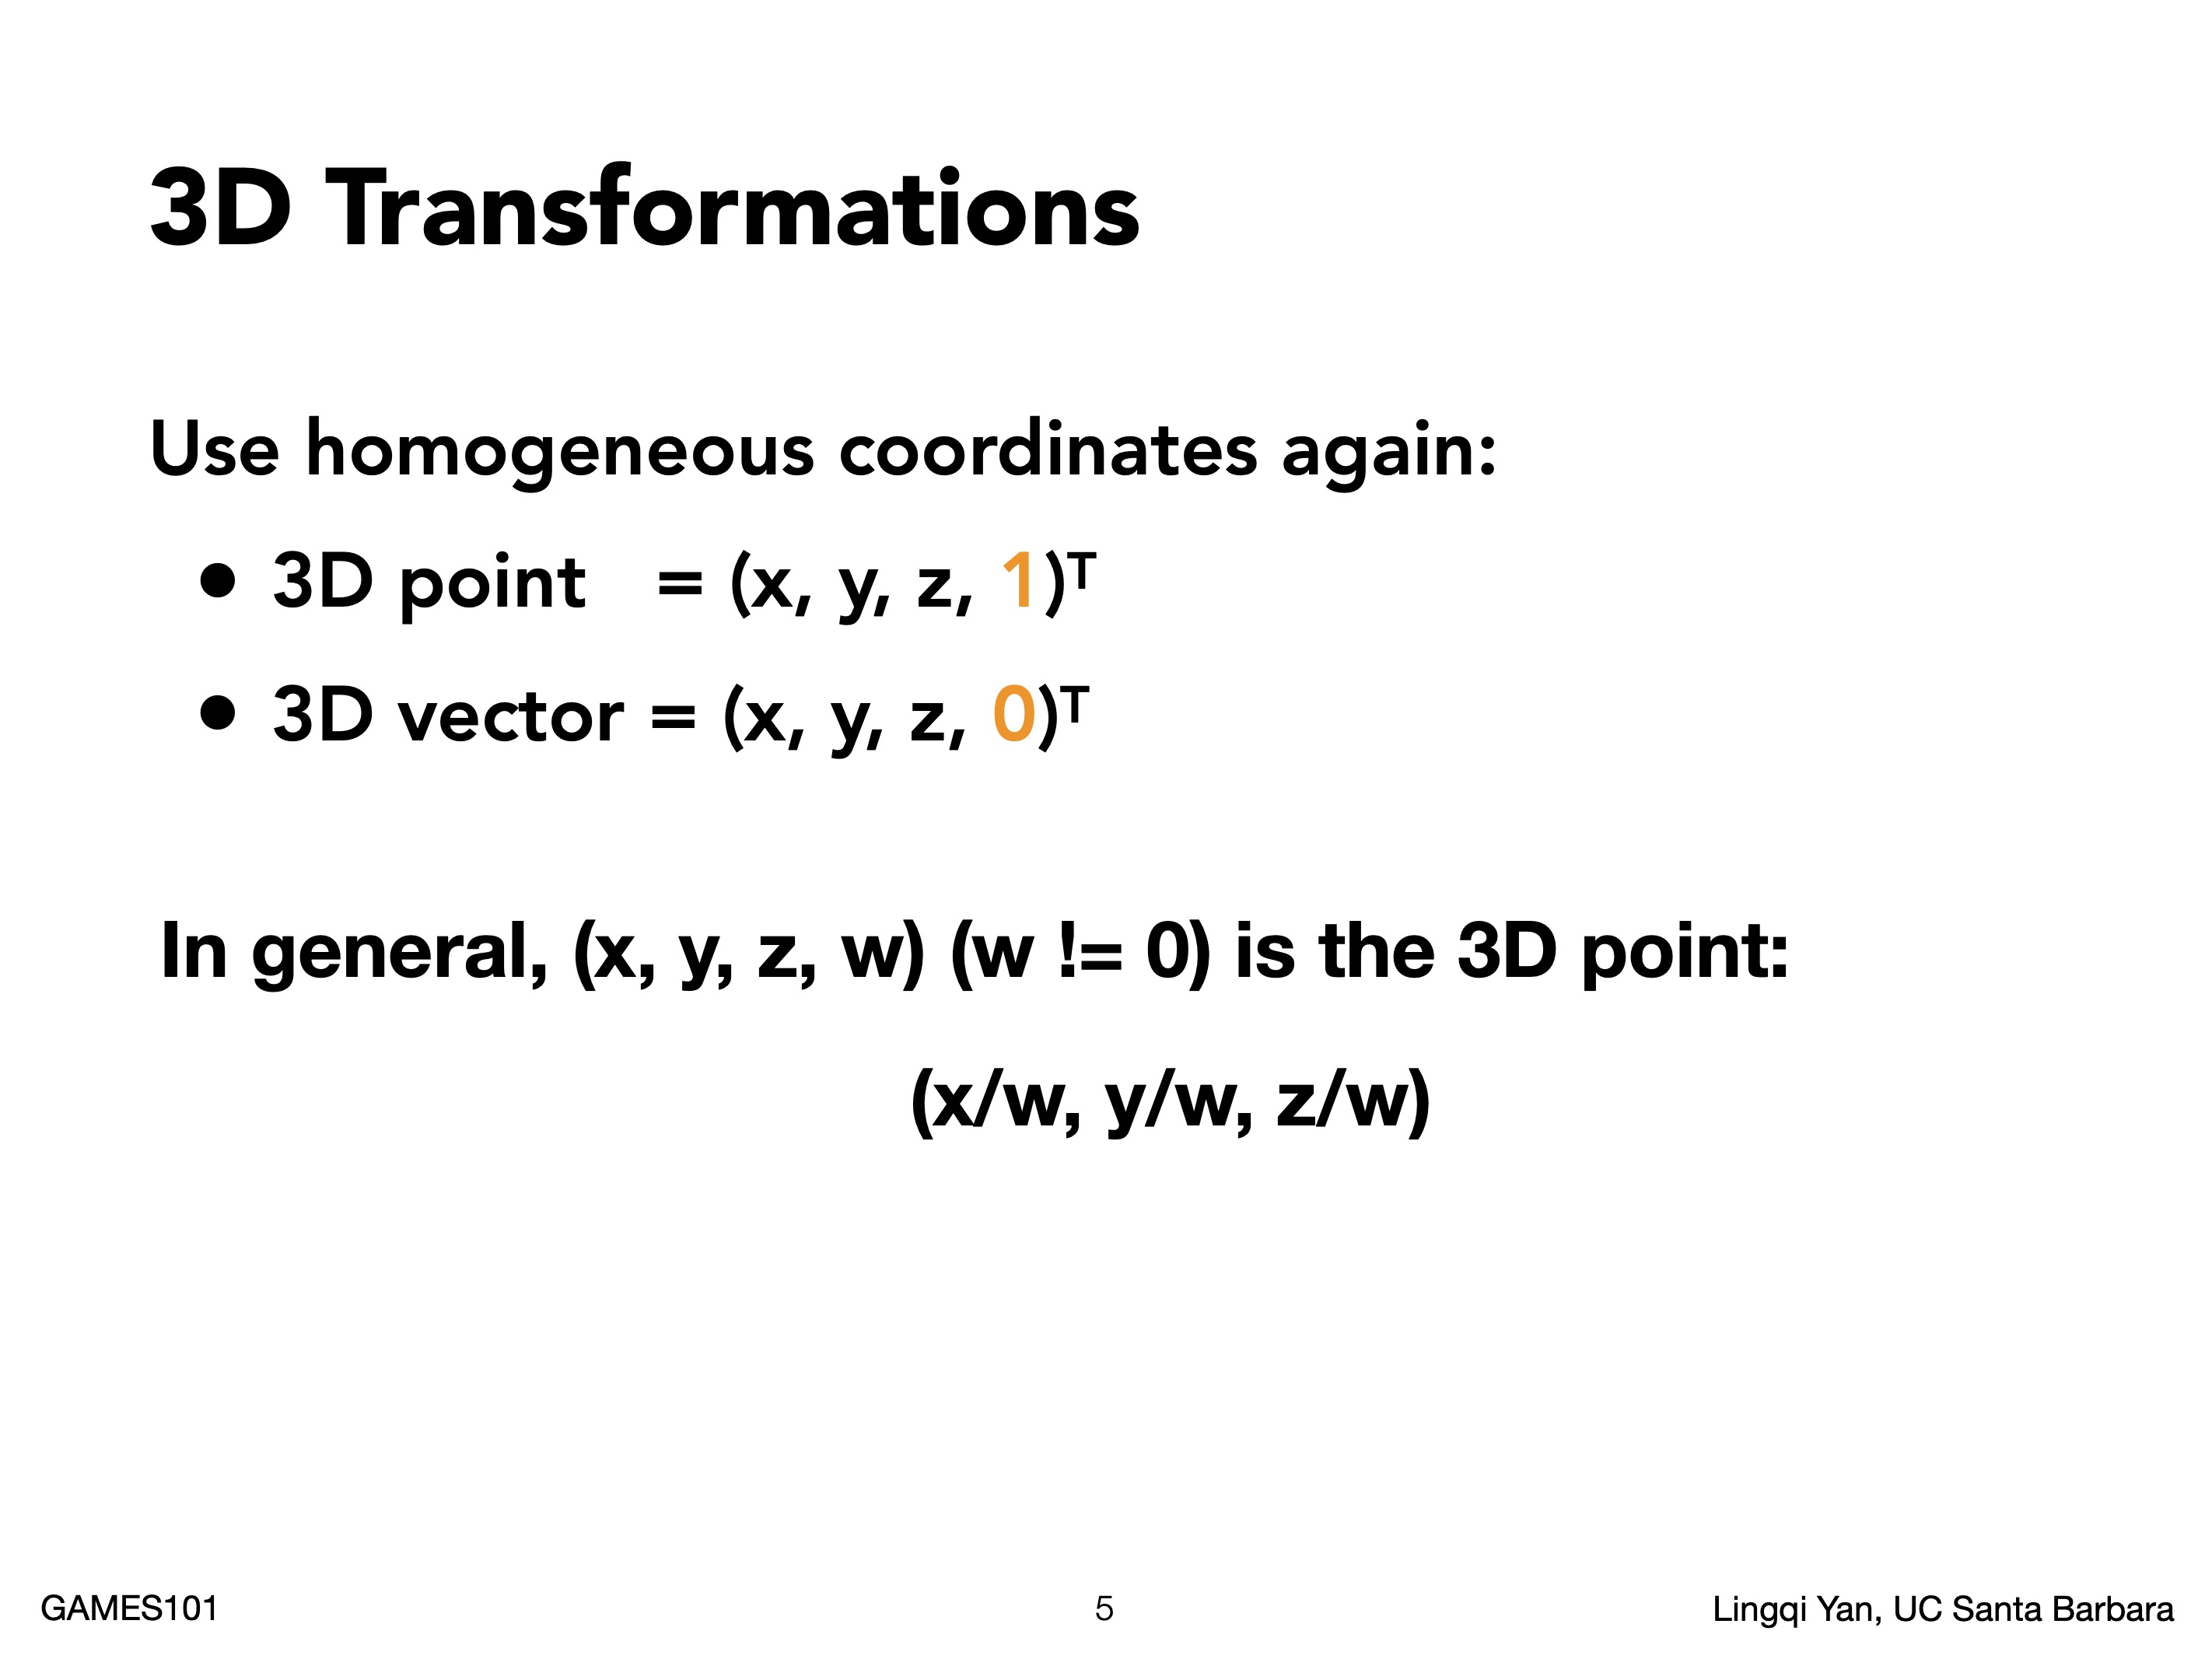 3D Transformations
Use homogeneous coordinates again:
• 3D point = (x, y, z, 1)ᵀ
• 3D vector = (x, y, z, 0)ᵀ
In general, (x, y, z, w) (w != 0) is the 3D point:
(x/w, y/w, z/w)
GAMES101 5 Lingqi Yan, UC Santa Barbara